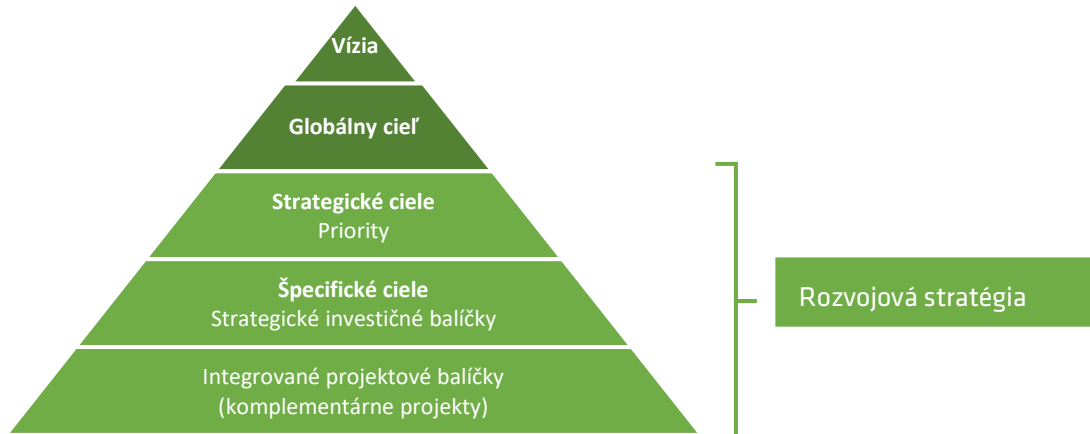 Vízia
Globálny cieľ
Strategické ciele
Priority
Špecifické ciele
Strategické investičné balíčky
Rozvojová stratégia
Integrované projektové balíčky
(komplementárne projekty)